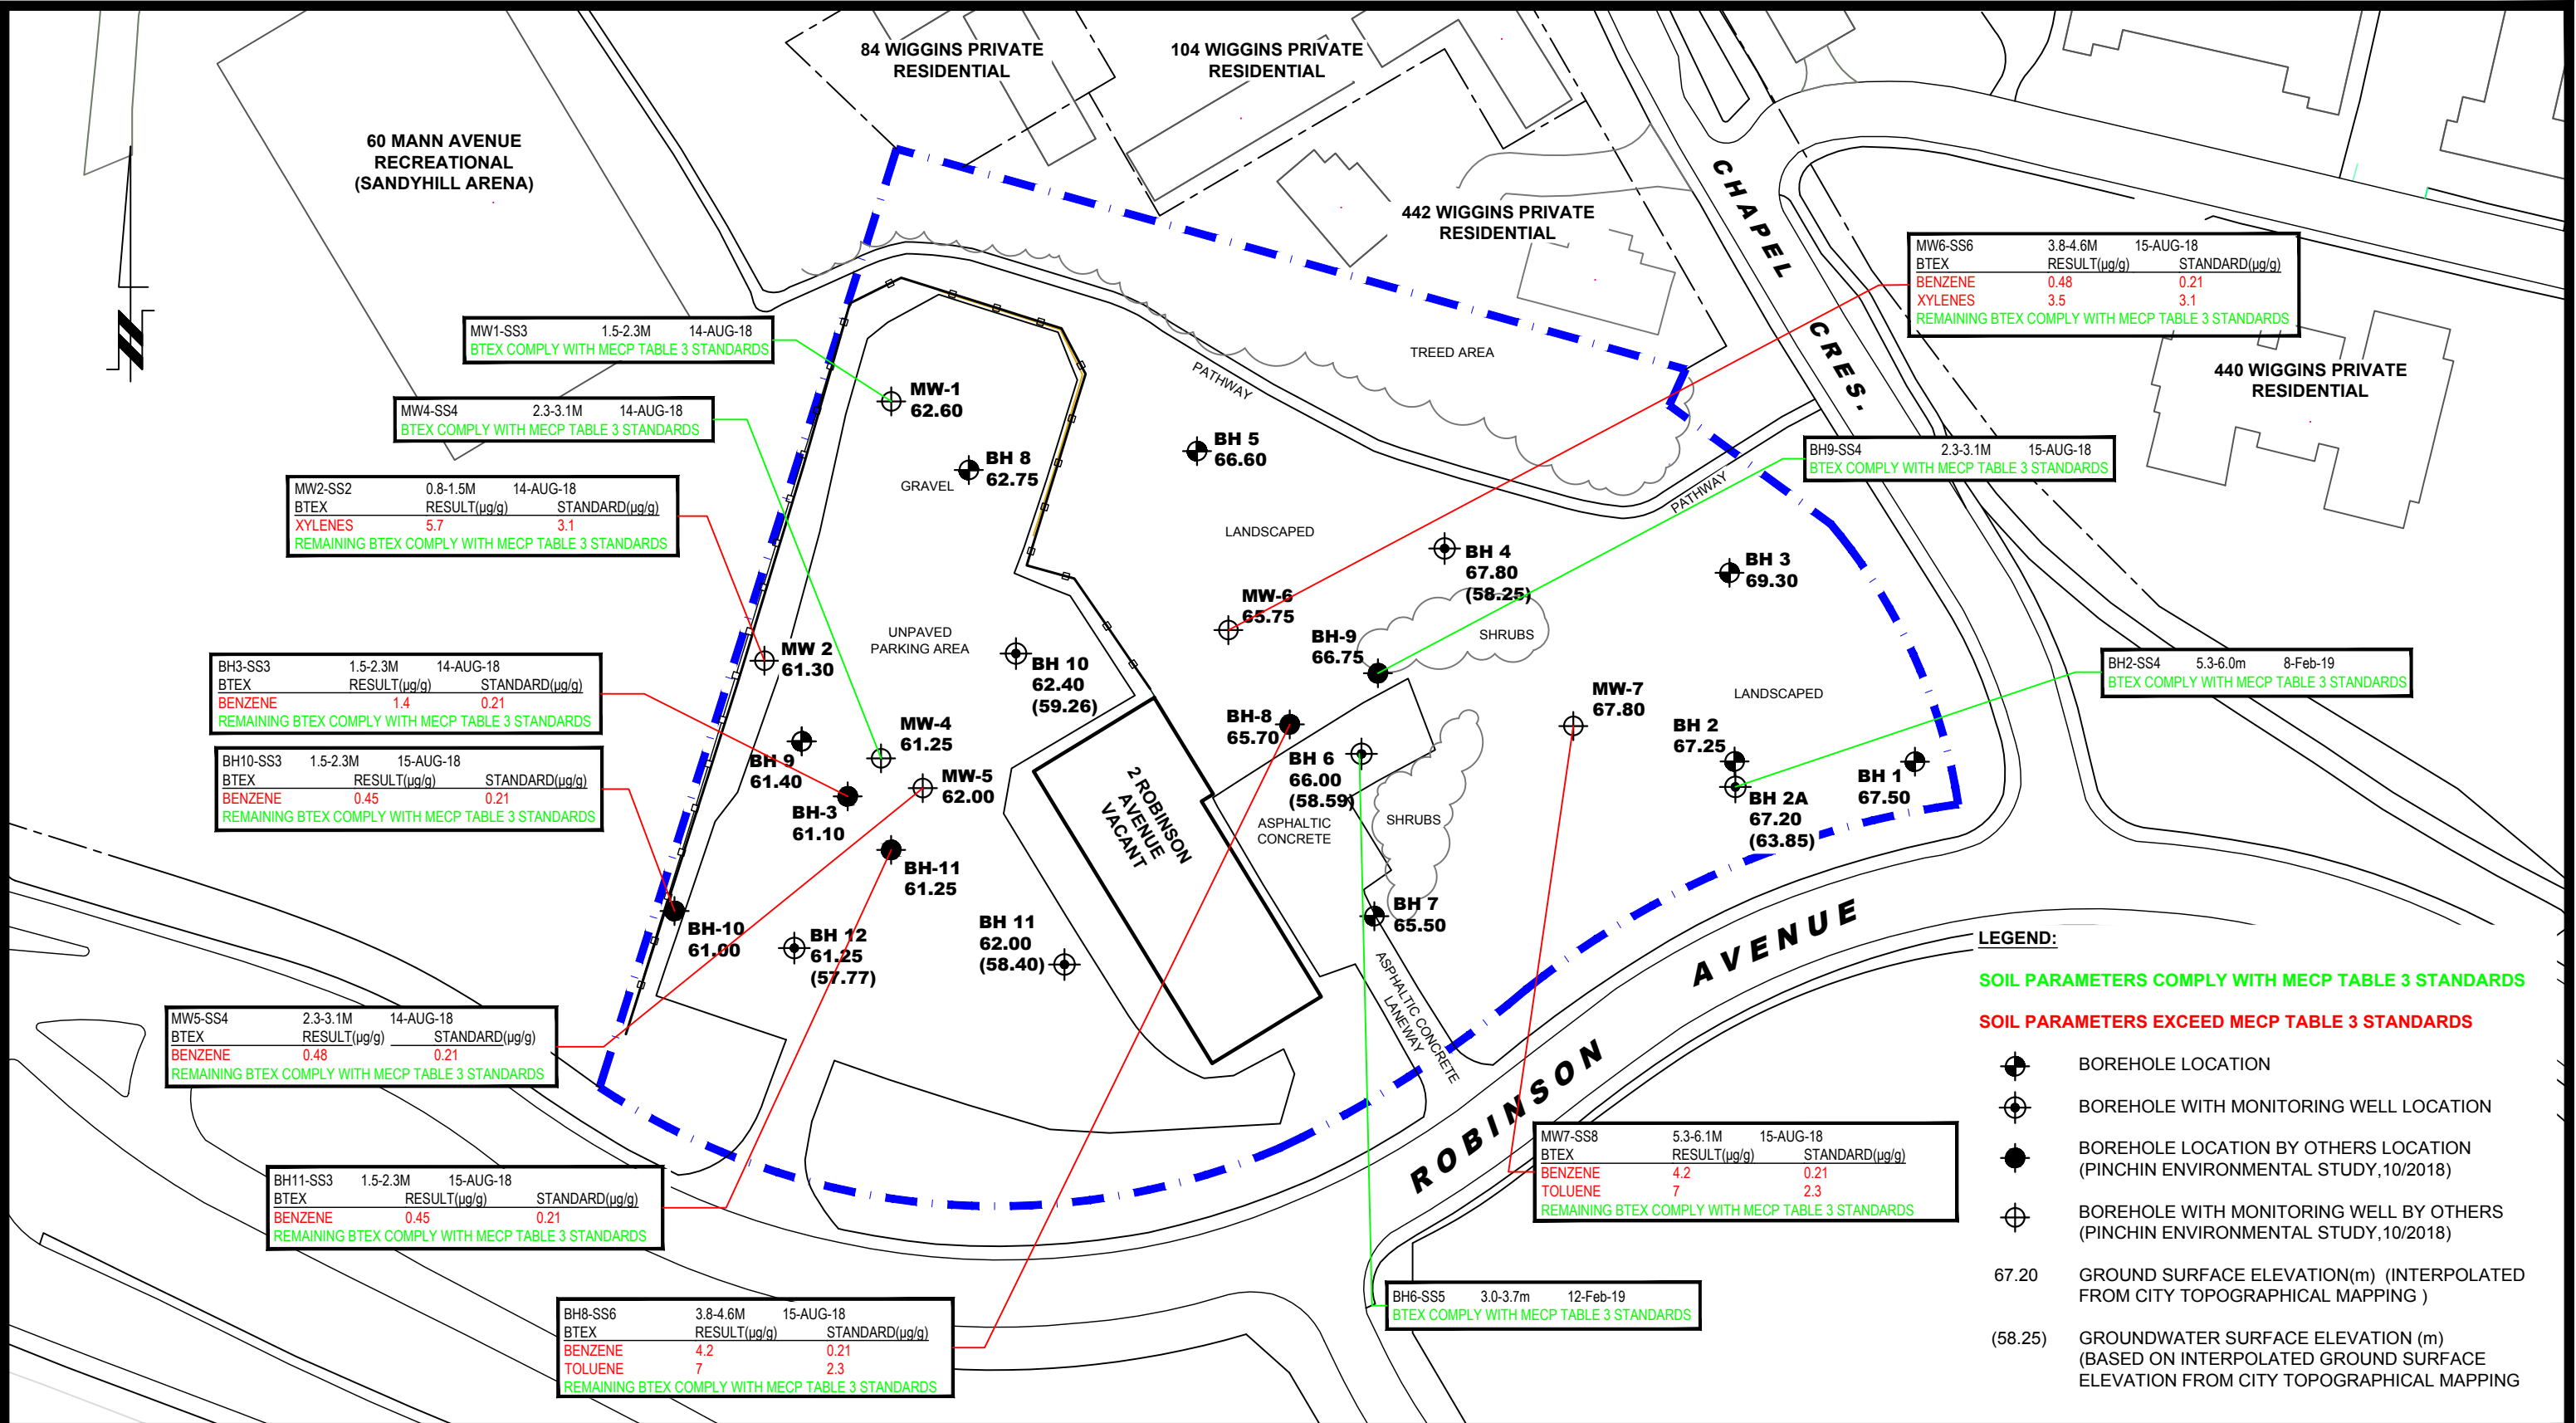 84 WIGGINS PRIVATE
RESIDENTIAL
104 WIGGINS PRIVATE
RESIDENTIAL
60 MANN AVENUE
RECREATIONAL
(SANDYHILL ARENA)
442 WIGGINS PRIVATE
RESIDENTIAL
CHAPEL CRES.
MW6-SS6 3.8-4.6M 15-AUG-18
BTEX RESULT(µg/g) STANDARD(µg/g)
BENZENE 0.48 0.21
XYLENES 3.5 3.1
REMAINING BTEX COMPLY WITH MECP TABLE 3 STANDARDS
MW1-SS3 1.5-2.3M 14-AUG-18
BTEX COMPLY WITH MECP TABLE 3 STANDARDS
TREED AREA
PATHWAY
440 WIGGINS PRIVATE
RESIDENTIAL
MW-1
62.60
MW4-SS4 2.3-3.1M 14-AUG-18
BTEX COMPLY WITH MECP TABLE 3 STANDARDS
BH 5
66.60
BH 8
62.75
GRAVEL
BH9-SS4 2.3-3.1M 15-AUG-18
BTEX COMPLY WITH MECP TABLE 3 STANDARDS
PATHWAY
MW2-SS2 0.8-1.5M 14-AUG-18
BTEX RESULT(µg/g) STANDARD(µg/g)
XYLENES 5.7 3.1
REMAINING BTEX COMPLY WITH MECP TABLE 3 STANDARDS
LANDSCAPED
BH 4
67.80
(58.25)
BH 3
69.30
MW-6
65.75
UNPAVED
PARKING AREA
BH-9
66.75
SHRUBS
MW 2
61.30
BH 10
62.40
(59.26)
BH3-SS3 1.5-2.3M 14-AUG-18
BTEX RESULT(µg/g) STANDARD(µg/g)
BENZENE 1.4 0.21
REMAINING BTEX COMPLY WITH MECP TABLE 3 STANDARDS
BH2-SS4 5.3-6.0m 8-Feb-19
BTEX COMPLY WITH MECP TABLE 3 STANDARDS
MW-7
67.80
LANDSCAPED
BH-8
65.70
MW-4
61.25
BH 2
67.25
BH 9
61.40
BH 6
66.00
(58.59)
BH 1
67.50
BH10-SS3 1.5-2.3M 15-AUG-18
BTEX RESULT(µg/g) STANDARD(µg/g)
BENZENE 0.45 0.21
REMAINING BTEX COMPLY WITH MECP TABLE 3 STANDARDS
MW-5
62.00
2 ROBINSON
AVENUE
VACANT
BH 2A
67.20
(63.85)
BH-3
61.10
ASPHALTIC
CONCRETE
SHRUBS
BH-11
61.25
BH 7
65.50
BH-10
61.00
BH 12
61.25
(57.77)
BH 11
62.00
(58.40)
ASPHALTIC CONCRETE
LANEWAY
ROBINSON AVENUE
MW5-SS4 2.3-3.1M 14-AUG-18
BTEX RESULT(µg/g) STANDARD(µg/g)
BENZENE 0.48 0.21
REMAINING BTEX COMPLY WITH MECP TABLE 3 STANDARDS
MW7-SS8 5.3-6.1M 15-AUG-18
BTEX RESULT(µg/g) STANDARD(µg/g)
BENZENE 4.2 0.21
TOLUENE 7 2.3
REMAINING BTEX COMPLY WITH MECP TABLE 3 STANDARDS
BH11-SS3 1.5-2.3M 15-AUG-18
BTEX RESULT(µg/g) STANDARD(µg/g)
BENZENE 0.45 0.21
REMAINING BTEX COMPLY WITH MECP TABLE 3 STANDARDS
BH6-SS5 3.0-3.7m 12-Feb-19
BTEX COMPLY WITH MECP TABLE 3 STANDARDS
BH8-SS6 3.8-4.6M 15-AUG-18
BTEX RESULT(µg/g) STANDARD(µg/g)
BENZENE 4.2 0.21
TOLUENE 7 2.3
REMAINING BTEX COMPLY WITH MECP TABLE 3 STANDARDS
LEGEND:
SOIL PARAMETERS COMPLY WITH MECP TABLE 3 STANDARDS
SOIL PARAMETERS EXCEED MECP TABLE 3 STANDARDS
BOREHOLE LOCATION
BOREHOLE WITH MONITORING WELL LOCATION
BOREHOLE LOCATION BY OTHERS LOCATION
(PINCHIN ENVIRONMENTAL STUDY,10/2018)
BOREHOLE WITH MONITORING WELL BY OTHERS
(PINCHIN ENVIRONMENTAL STUDY,10/2018)
67.20 GROUND SURFACE ELEVATION(m) (INTERPOLATED
FROM CITY TOPOGRAPHICAL MAPPING )
(58.25) GROUNDWATER SURFACE ELEVATION (m)
(BASED ON INTERPOLATED GROUND SURFACE
ELEVATION FROM CITY TOPOGRAPHICAL MAPPING